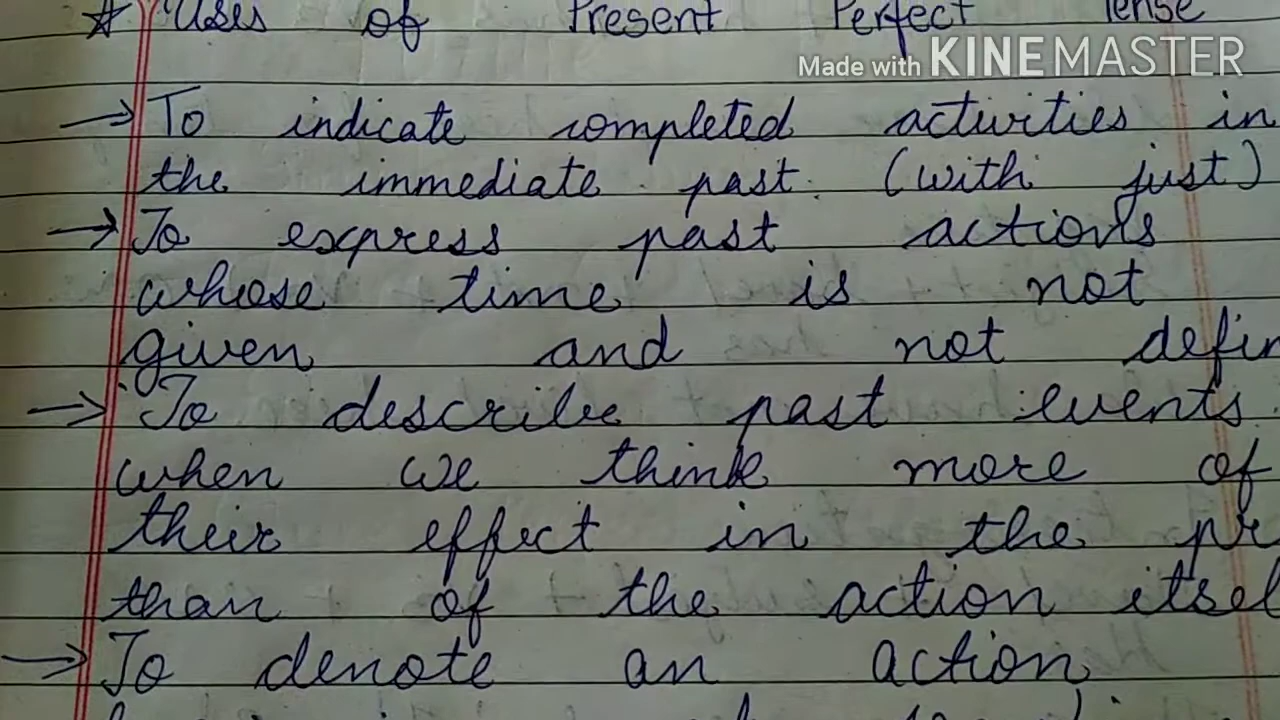 * Uses of Present Perfect Tense
Made with KINEMASTER
→ To indicate completed activities in
the immediate past. (with just)
→ To express past actions
whose time is not
given and not
→ To describe past events.
when we think more of
their effect in the
than of the action
→ To denote an action